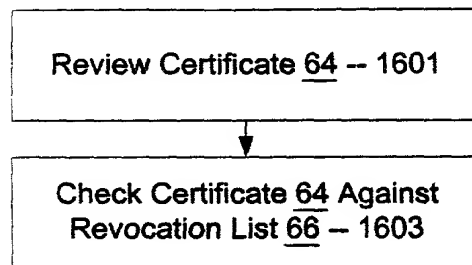 Review Certificate 64 -- 1601
Check Certificate 64 Against
Revocation List 66 – 1603